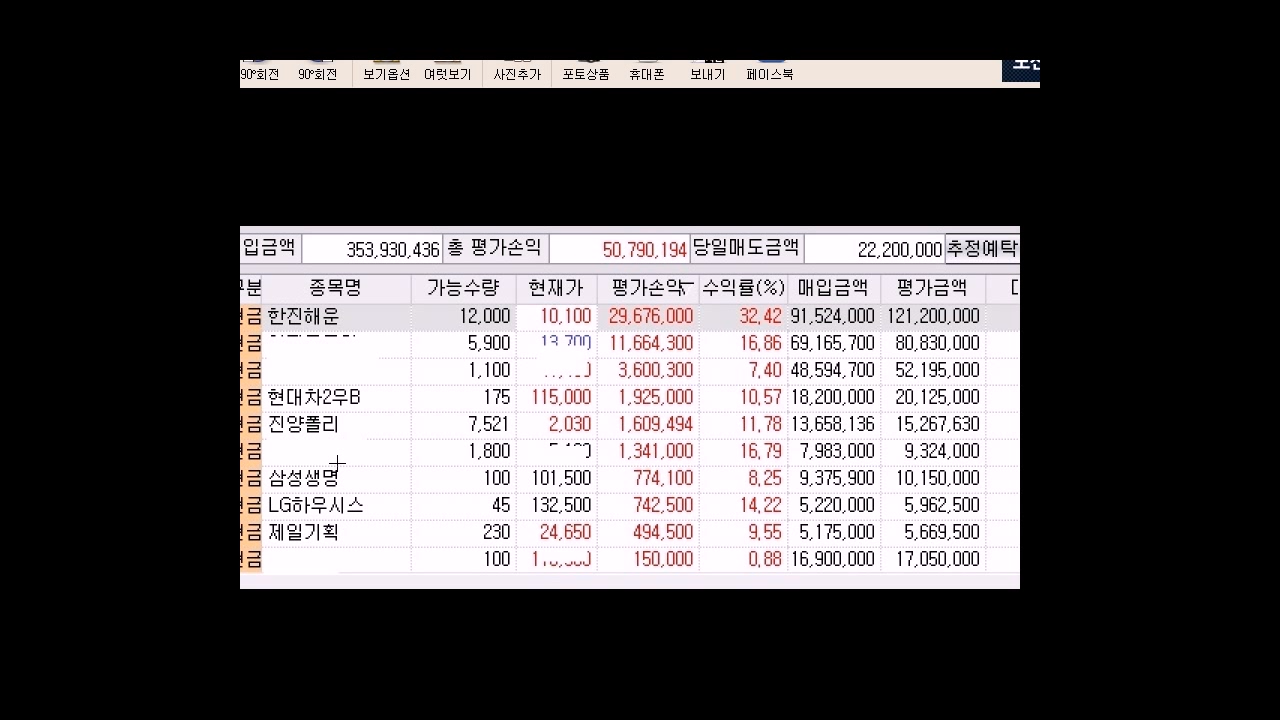 90°회전 90°회전 보기옵션 여럿보기 사진추가 포토상품 휴대폰 보내기 페이스북
입금액 353,930,436 총 평가손익 50,790,194 당일매도금액 22,200,000 추정예탁
구분 종목명 가능수량 현재가 평가손익 수익률(%) 매입금액 평가금액
현금 한진해운 12,000 10,100 29,676,000 32,42 91,524,000 121,200,000
현금 5,900 13,700 11,664,300 16,86 69,165,700 80,830,000
현금 1,100 3,600,300 7,40 48,594,700 52,195,000
현금 현대차2우B 175 115,000 1,925,000 10,57 18,200,000 20,125,000
현금 진양폴리 7,521 2,030 1,609,494 11,78 13,658,136 15,267,630
현금 1,800 1,341,000 16,79 7,983,000 9,324,000
현금 삼성생명 100 101,500 774,100 8,25 9,375,900 10,150,000
현금 LG하우시스 45 132,500 742,500 14,22 5,220,000 5,962,500
현금 제일기획 230 24,650 494,500 9,55 5,175,000 5,669,500
현금 100 150,000 0,88 16,900,000 17,050,000